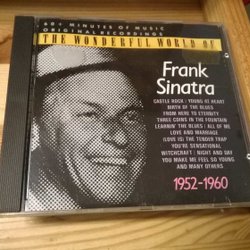 60+ MINUTES OF MUSIC
ORIGINAL RECORDINGS
THE WONDERFUL WORLD OF
Frank
Sinatra
CASTLE ROCK / YOUNG AT HEART
BIRTH OF THE BLUES
FROM HERE TO ETERNITY
THREE COINS IN THE FOUNTAIN
LEARNIN' THE BLUES / ALL OF ME
LOVE AND MARRIAGE
(LOVE IS) THE TENDER TRAP
YOU'RE SENSATIONAL
WITCHCRAFT / NIGHT AND DAY
YOU MAKE ME FEEL SO YOUNG
AND MANY OTHERS
1952-1960